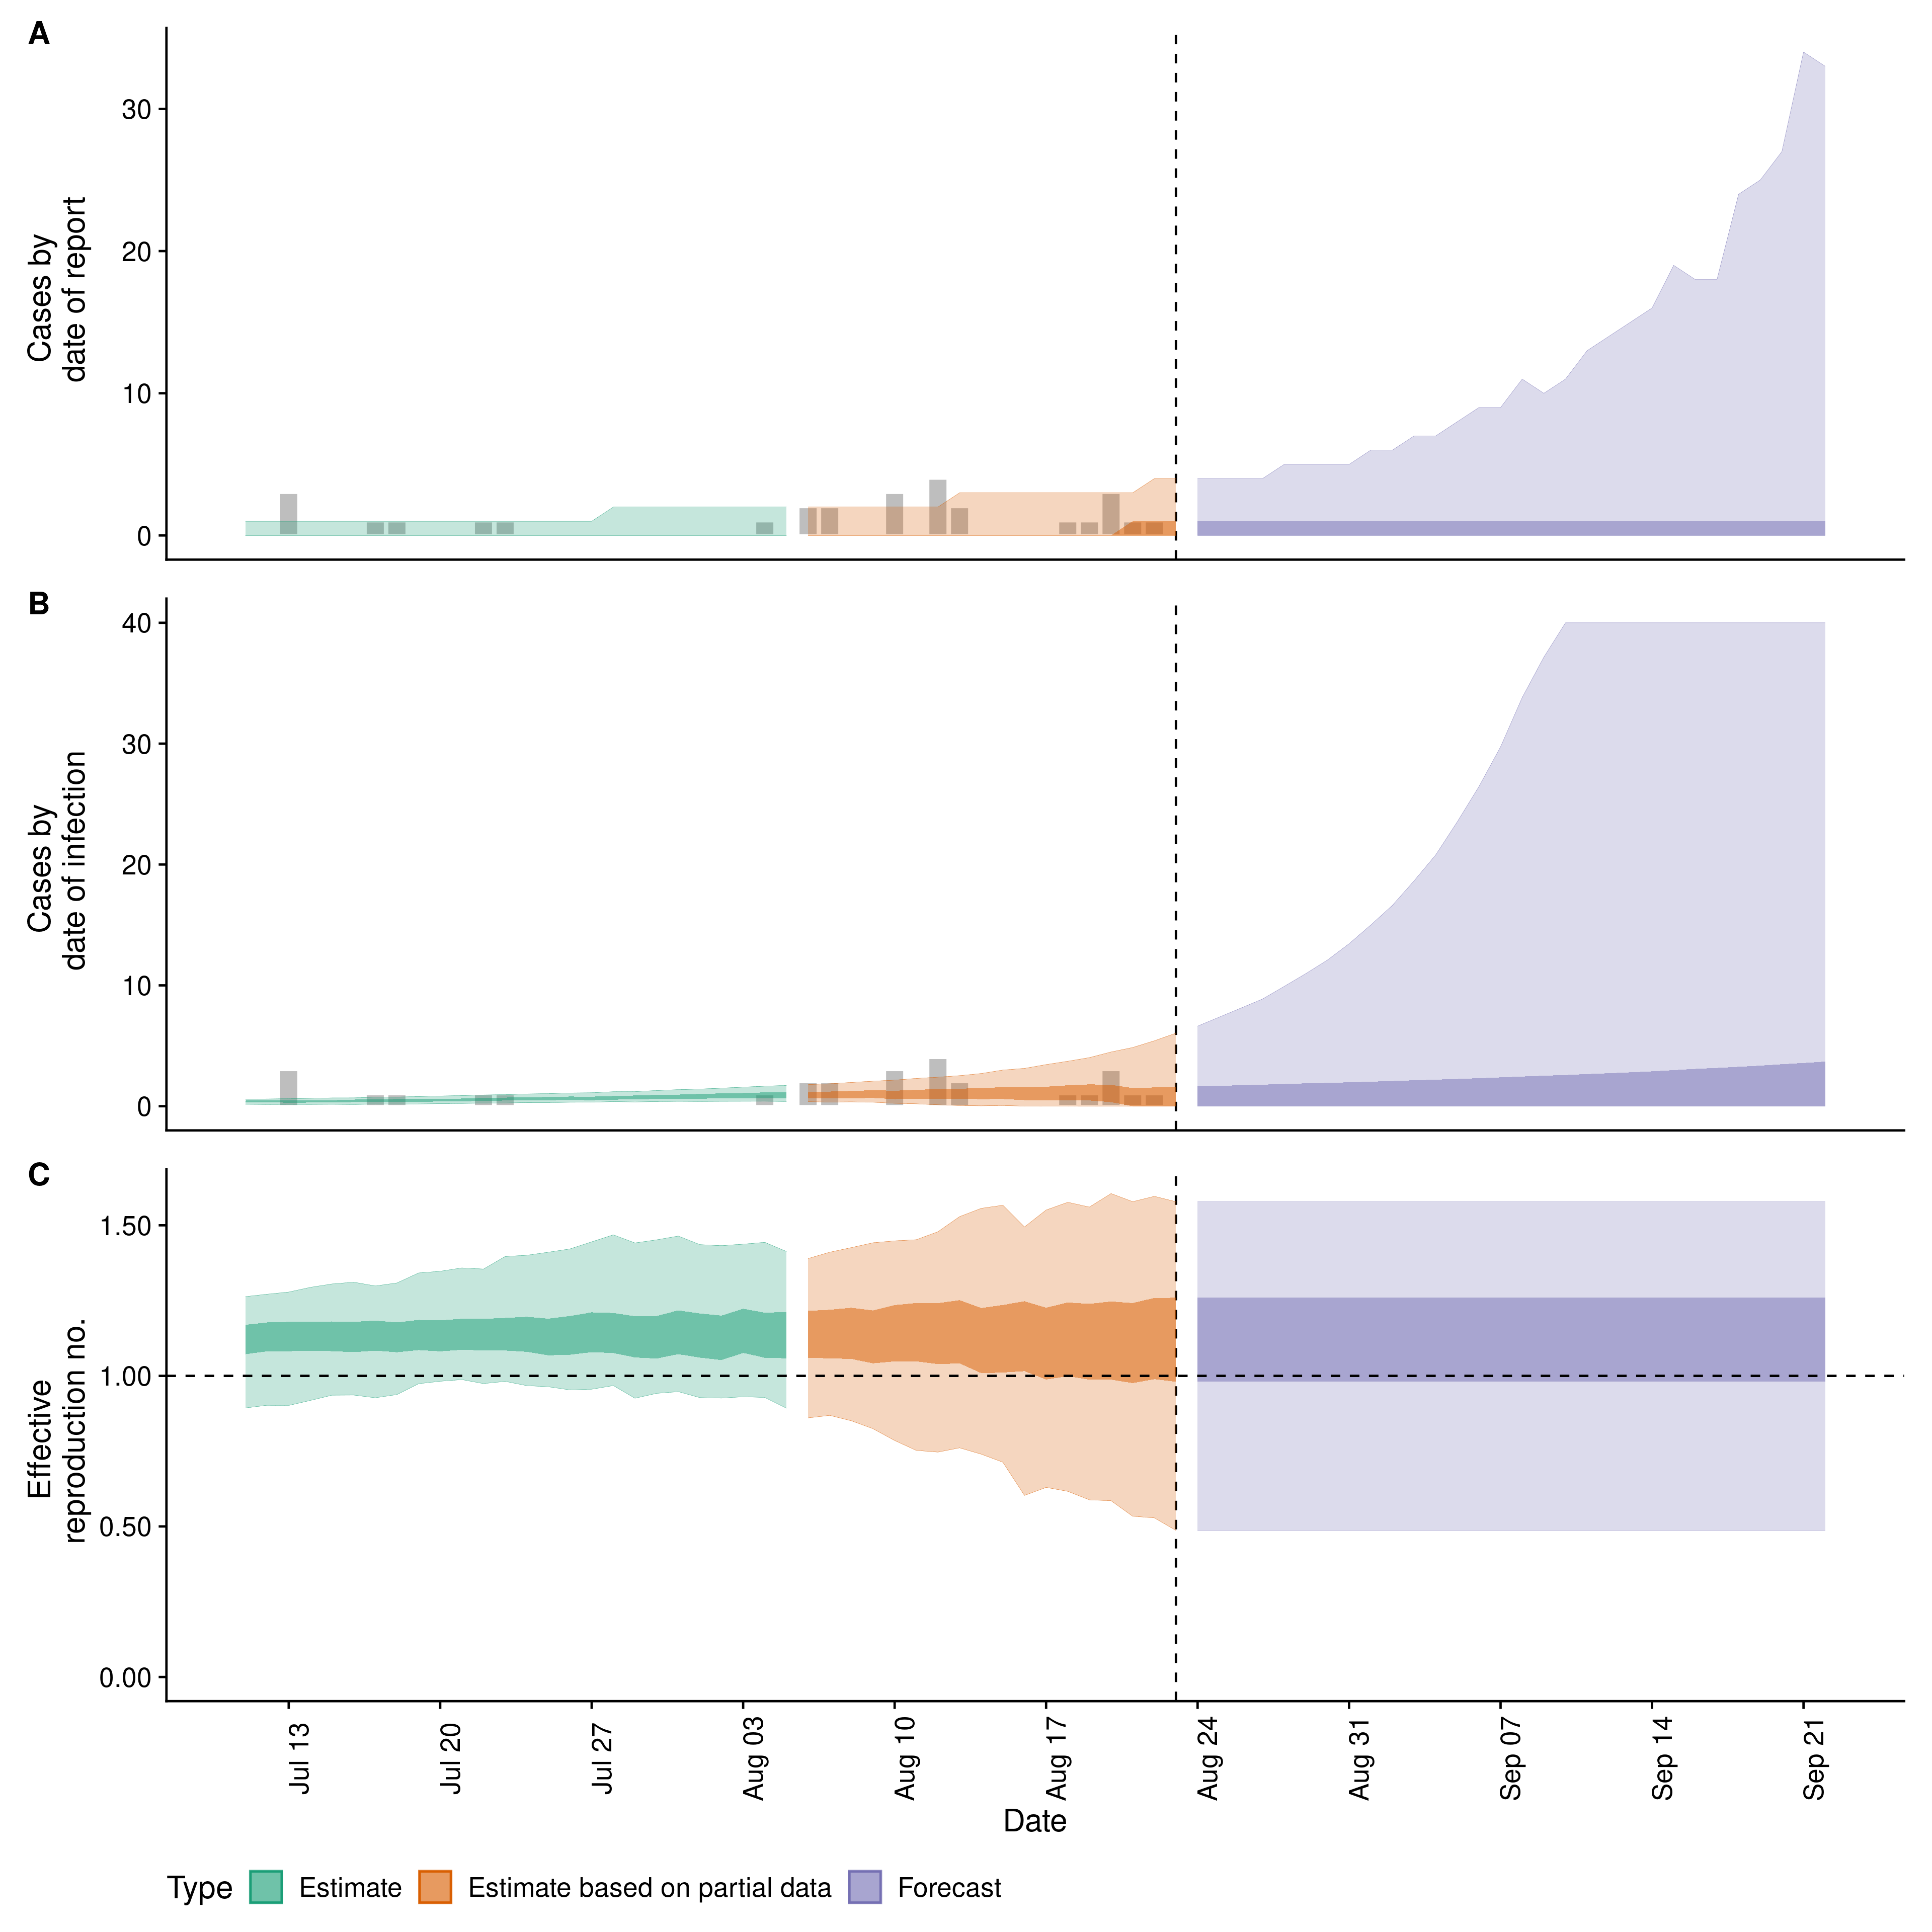 A
Cases by
date of report
30
20
10
0
B
Cases by
date of infection
40
30
20
10
0
C
Effective
reproduction no.
1.50
1.00
0.50
0.00
Jul 13
Jul 20
Jul 27
Aug 03
Aug 10
Aug 17
Aug 24
Aug 31
Sep 07
Sep 14
Sep 21
Date
Type Estimate Estimate based on partial data Forecast